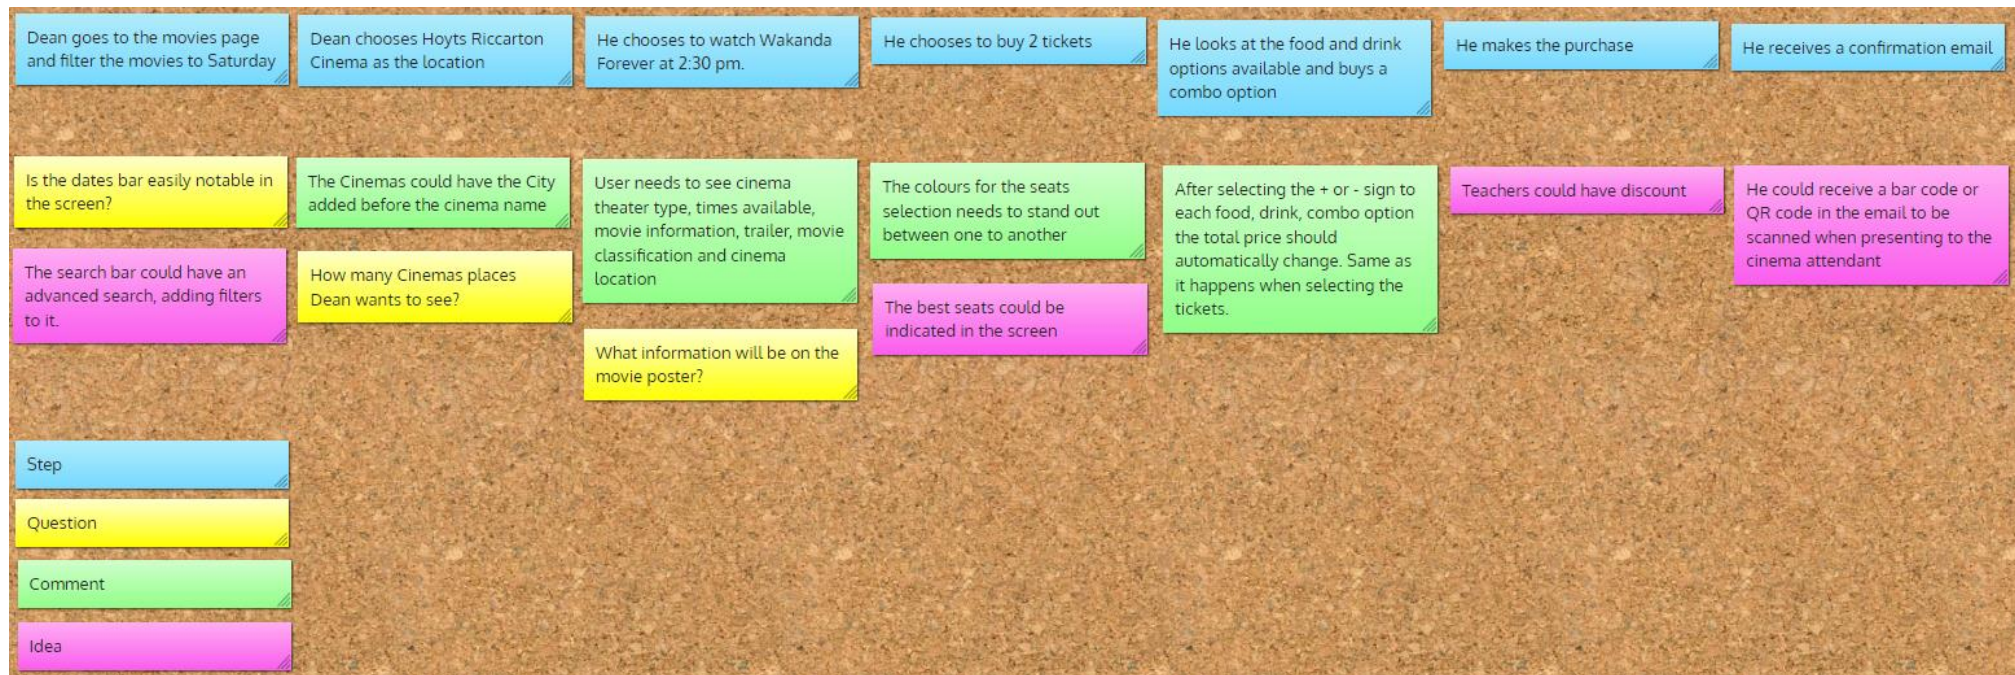 Dean goes to the movies page
and filter the movies to Saturday
Dean chooses Hoyts Riccarton
Cinema as the location
He chooses to watch Wakanda
Forever at 2:30 pm.
He chooses to buy 2 tickets
He looks at the food and drink
options available and buys a
combo option
He makes the purchase
He receives a confirmation email
Is the dates bar easily notable in
the screen?
The search bar could have an
advanced search, adding filters
to it.
The Cinemas could have the City
added before the cinema name
How many Cinemas places
Dean wants to see?
User needs to see cinema
theater type, times available,
movie information, trailer, movie
classification and cinema
location
What information will be on the
movie poster?
The colours for the seats
selection needs to stand out
between one to another
The best seats could be
indicated in the screen
After selecting the + or - sign to
each food, drink, combo option
the total price should
automatically change. Same as
it happens when selecting the
tickets.
Teachers could have discount
He could receive a bar code or
QR code in the email to be
scanned when presenting to the
cinema attendant
Step
Question
Comment
Idea